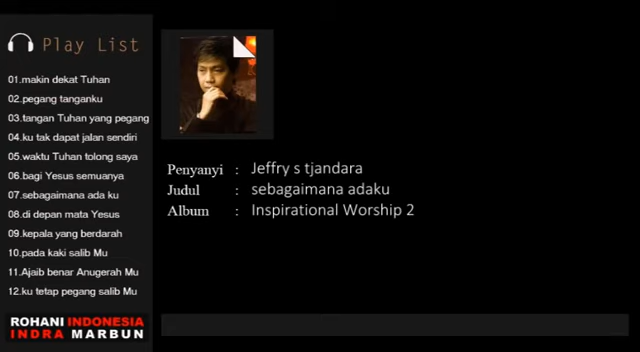 Play List
01.makin dekat Tuhan
02.pegang tanganku
03.tangan Tuhan yang pegang
04.ku tak dapat jalan sendiri
05.waktu Tuhan tolong saya
06.bagi Yesus semuanya
07.sebagaimana ada ku
08.di depan mata Yesus
09.kepala yang berdarah
10.pada kaki salib Mu
11.Ajaib benar Anugerah Mu
12.ku tetap pegang salib Mu
ROHANI INDONESIA
INDRA MARBUN
Penyanyi : Jeffry s tjandara
Judul : sebagaimana adaku
Album : Inspirational Worship 2